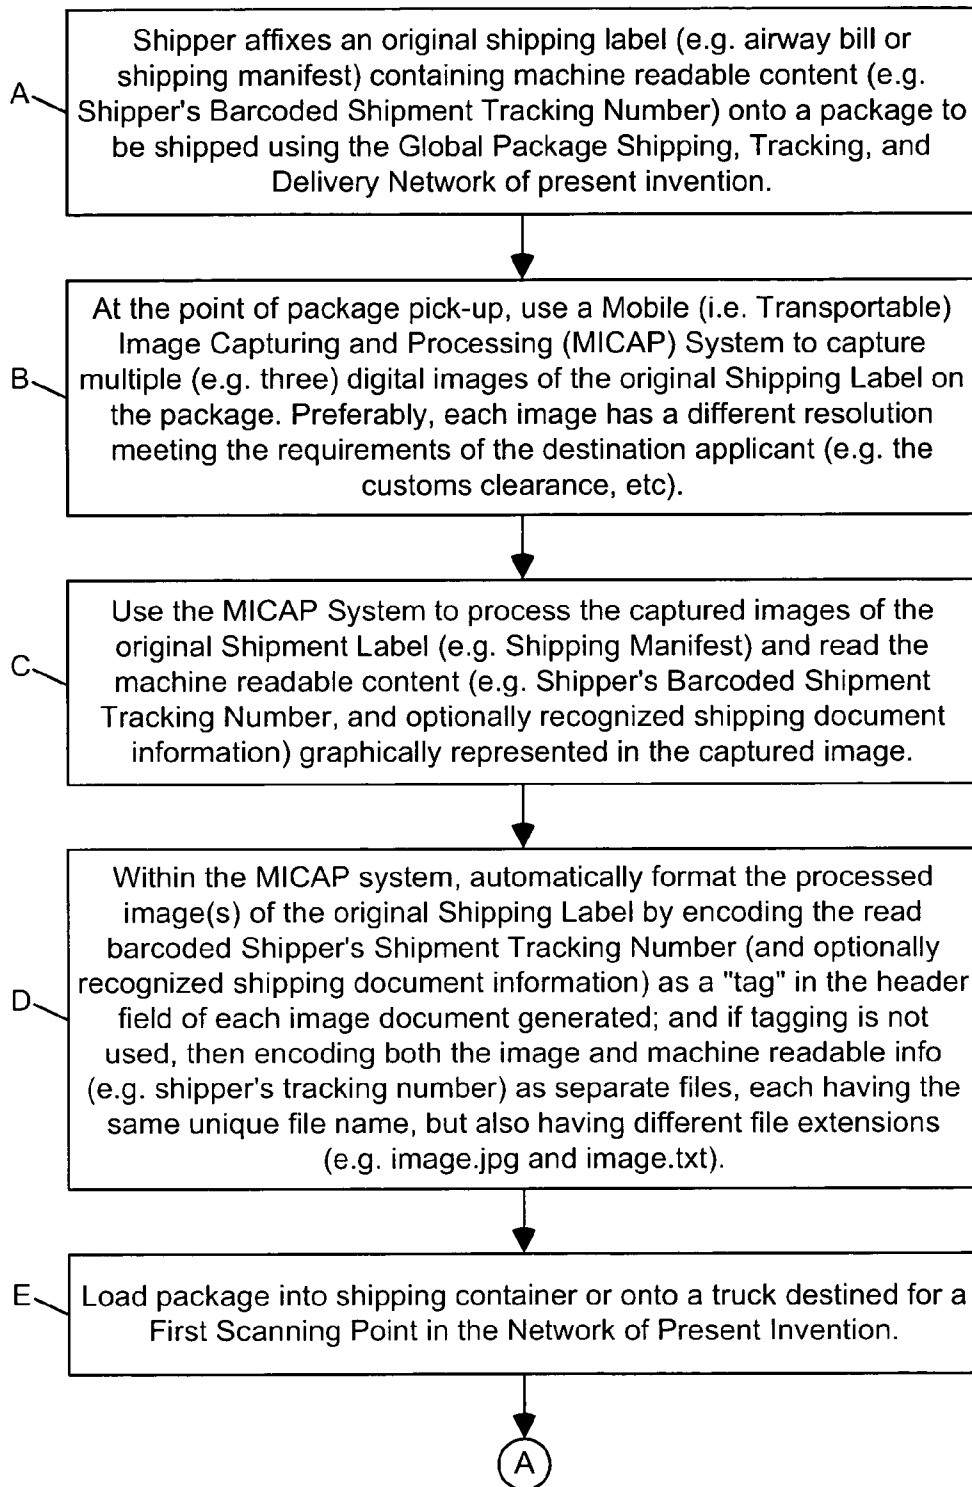 Shipper affixes an original shipping label (e.g. airway bill or
shipping manifest) containing machine readable content (e.g.
A
Shipper's Barcoded Shipment Tracking Number) onto a package to
be shipped using the Global Package Shipping, Tracking, and
Delivery Network of present invention.
At the point of package pick-up, use a Mobile (i.e. Transportable)
Image Capturing and Processing (MICAP) System to capture
B
multiple (e.g. three) digital images of the original Shipping Label on
the package. Preferably, each image has a different resolution
meeting the requirements of the destination applicant (e.g. the
customs clearance, etc).
Use the MICAP System to process the captured images of the
original Shipment Label (e.g. Shipping Manifest) and read the
C
machine readable content (e.g. Shipper's Barcoded Shipment
Tracking Number, and optionally recognized shipping document
information) graphically represented in the captured image.
Within the MICAP system, automatically format the processed
image(s) of the original Shipping Label by encoding the read
barcoded Shipper's Shipment Tracking Number (and optionally
recognized shipping document information) as a "tag" in the header
D
field of each image document generated; and if tagging is not
used, then encoding both the image and machine readable info
(e.g. shipper's tracking number) as separate files, each having the
same unique file name, but also having different file extensions
(e.g. image.jpg and image.txt).
E
Load package into shipping container or onto a truck destined for a
First Scanning Point in the Network of Present Invention.
A